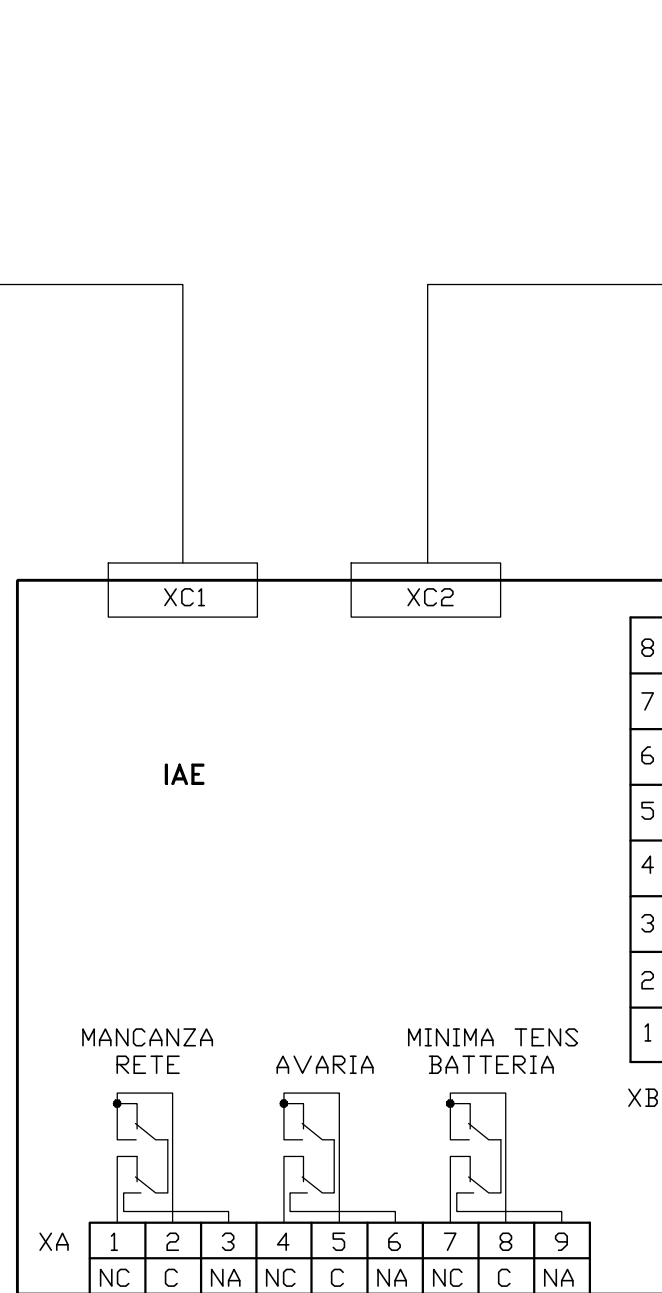 XC1 XC2
8
7
IAE
6
5
4
3
2
1
MANCANZA
RETE
AVARIA
MINIMA TENS
BATTERIA
XB
XA 1 2 3 4 5 6 7 8 9
NC C NA NC C NA NC C NA